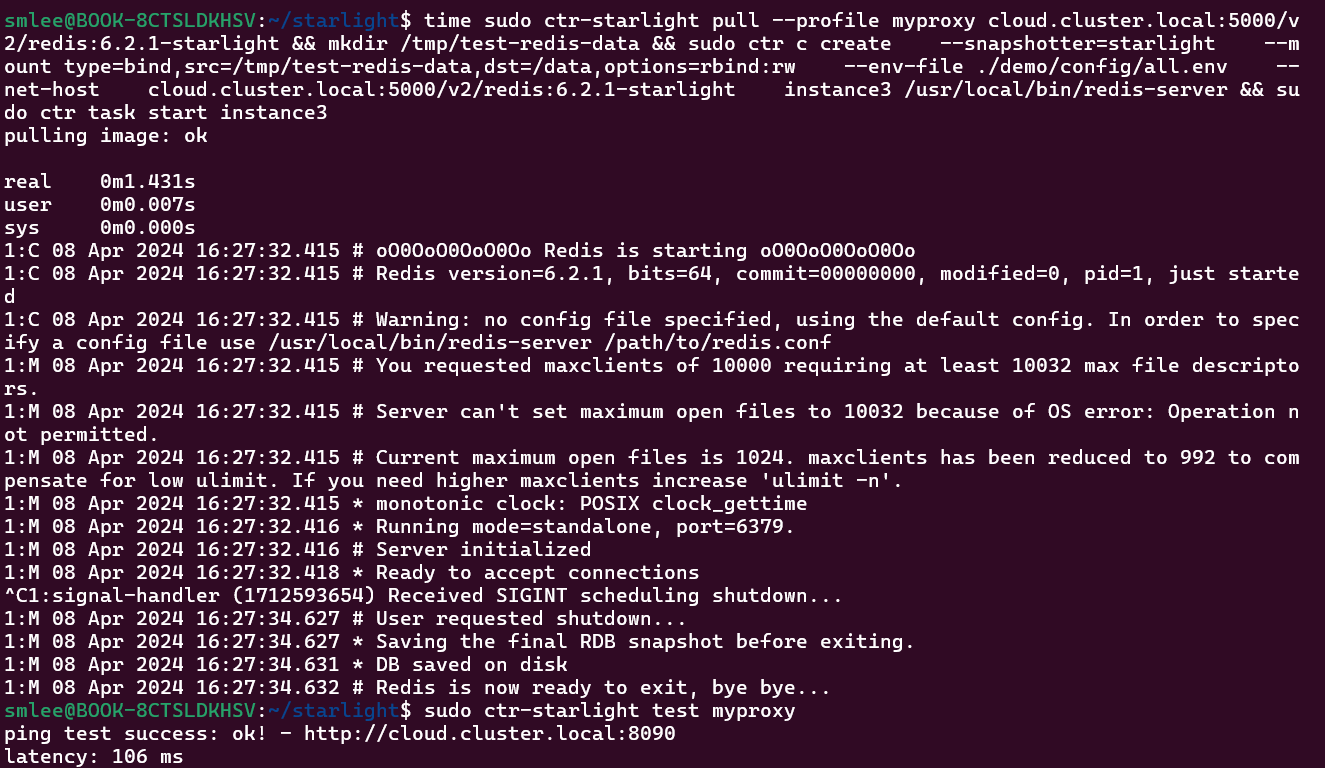 smlee@BOOK-8CTSLDKHSV:~/starlight$ time sudo ctr-starlight pull --profile myproxy cloud.cluster.local:5000/v
2/redis:6.2.1-starlight && mkdir /tmp/test-redis-data && sudo ctr c create    --snapshotter=starlight    --m
ount type=bind,src=/tmp/test-redis-data,dst=/data,options=rbind:rw    --env-file ./demo/config/all.env    --
net-host    cloud.cluster.local:5000/v2/redis:6.2.1-starlight    instance3 /usr/local/bin/redis-server && su
do ctr task start instance3
pulling image: ok

real    0m1.431s
user    0m0.007s
sys     0m0.000s
1:C 08 Apr 2024 16:27:32.415 # oO0OoO0OoO0Oo Redis is starting oO0OoO0OoO0Oo
1:C 08 Apr 2024 16:27:32.415 # Redis version=6.2.1, bits=64, commit=00000000, modified=0, pid=1, just starte
d
1:C 08 Apr 2024 16:27:32.415 # Warning: no config file specified, using the default config. In order to spec
ify a config file use /usr/local/bin/redis-server /path/to/redis.conf
1:M 08 Apr 2024 16:27:32.415 # You requested maxclients of 10000 requiring at least 10032 max file descripto
rs.
1:M 08 Apr 2024 16:27:32.415 # Server can't set maximum open files to 10032 because of OS error: Operation n
ot permitted.
1:M 08 Apr 2024 16:27:32.415 # Current maximum open files is 1024. maxclients has been reduced to 992 to com
pensate for low ulimit. If you need higher maxclients increase 'ulimit -n'.
1:M 08 Apr 2024 16:27:32.415 * monotonic clock: POSIX clock_gettime
1:M 08 Apr 2024 16:27:32.416 * Running mode=standalone, port=6379.
1:M 08 Apr 2024 16:27:32.416 # Server initialized
1:M 08 Apr 2024 16:27:32.418 * Ready to accept connections
^C1:signal-handler (1712593654) Received SIGINT scheduling shutdown...
1:M 08 Apr 2024 16:27:34.627 # User requested shutdown...
1:M 08 Apr 2024 16:27:34.627 * Saving the final RDB snapshot before exiting.
1:M 08 Apr 2024 16:27:34.631 * DB saved on disk
1:M 08 Apr 2024 16:27:34.632 # Redis is now ready to exit, bye bye...
smlee@BOOK-8CTSLDKHSV:~/starlight$ sudo ctr-starlight test myproxy
ping test success: ok! - http://cloud.cluster.local:8090
latency: 106 ms